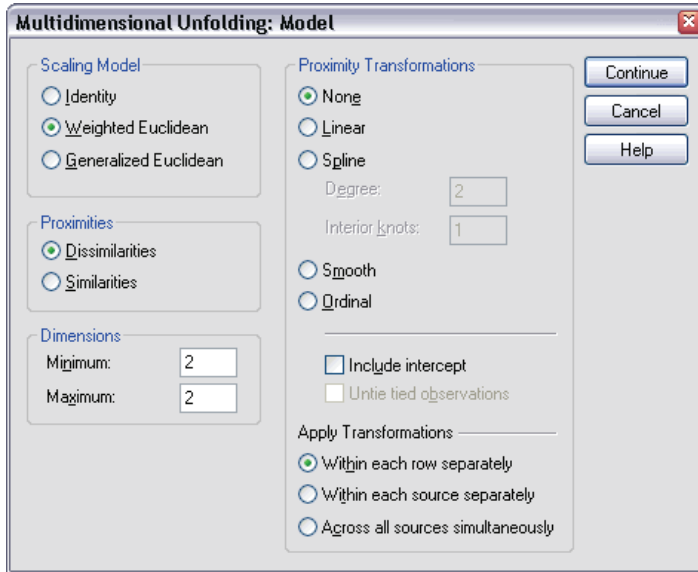 Multidimensional Unfolding: Model
Scaling Model
Identity
Weighted Euclidean
Generalized Euclidean
Proximities
Dissimilarities
Similarities
Dimensions
Minimum: 2
Maximum: 2
Proximity Transformations
None
Linear
Spline
Degree: 2
Interior knots: 1
Smooth
Ordinal
Include intercept
Untie tied observations
Apply Transformations
Within each row separately
Within each source separately
Across all sources simultaneously
Continue
Cancel
Help